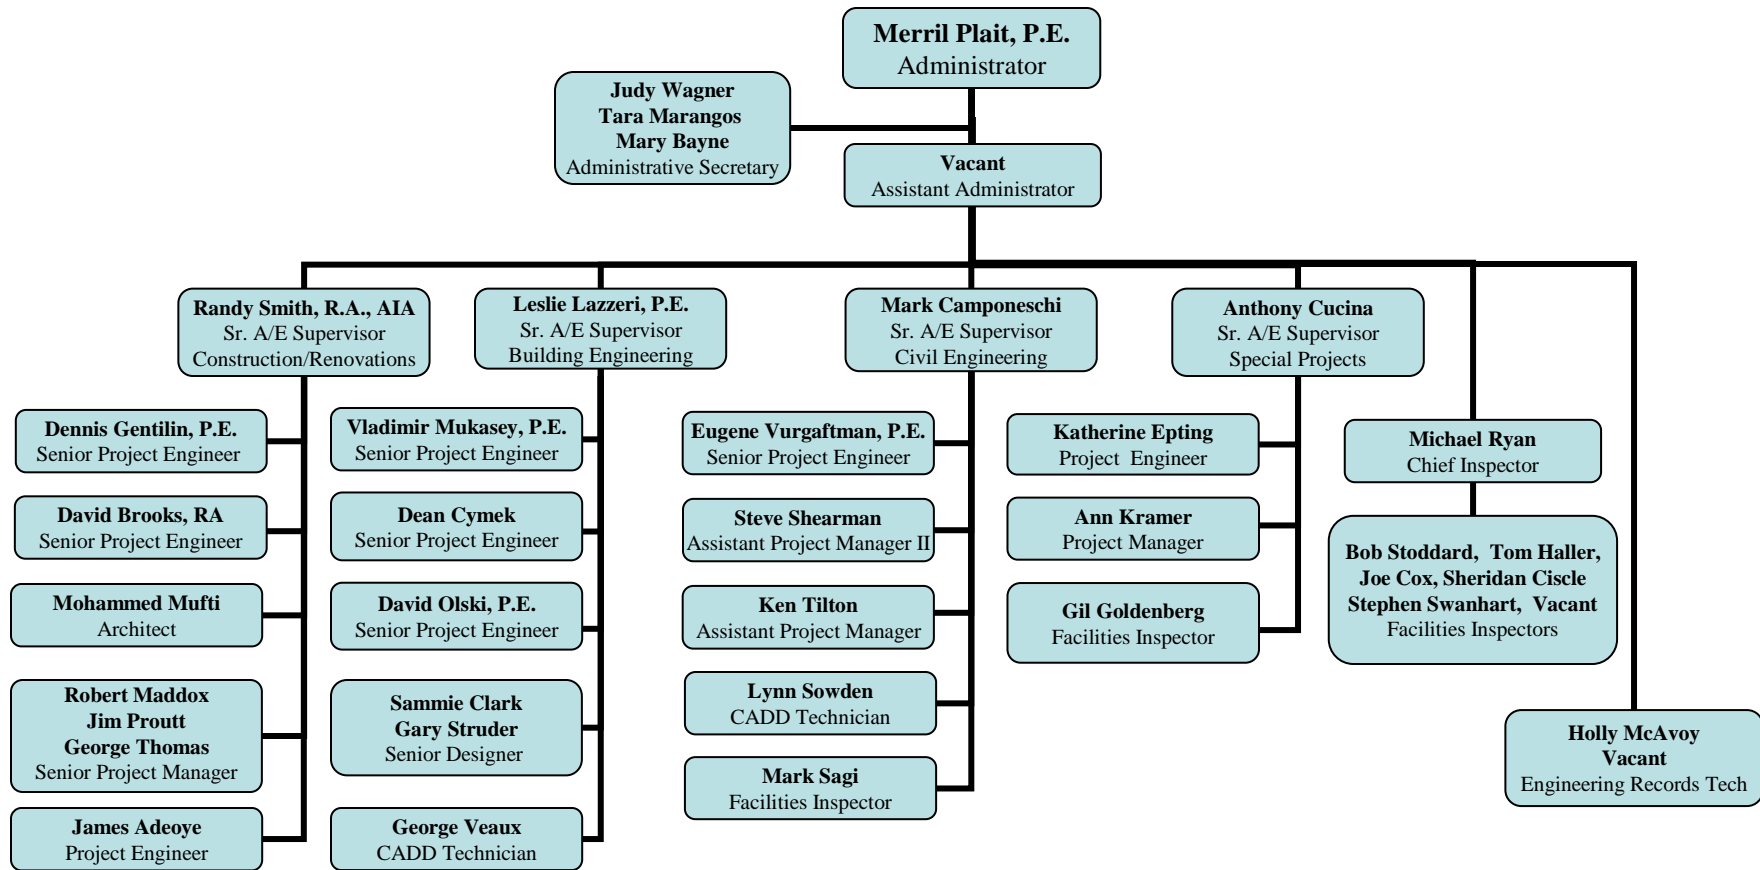 Merril Plait, P.E.
Administrator
Judy Wagner
Tara Marangos
Mary Bayne
Administrative Secretary
Vacant
Assistant Administrator
Randy Smith, R.A., AIA
Sr. A/E Supervisor
Construction/Renovations
Leslie Lazzeri, P.E.
Sr. A/E Supervisor
Building Engineering
Mark Camponeschi
Sr. A/E Supervisor
Civil Engineering
Anthony Cucina
Sr. A/E Supervisor
Special Projects
Dennis Gentilin, P.E.
Senior Project Engineer
David Brooks, RA
Senior Project Engineer
Mohammed Mufti
Architect
Robert Maddox
Jim Proutt
George Thomas
Senior Project Manager
James Adeoye
Project Engineer
Vladimir Mukasey, P.E.
Senior Project Engineer
Dean Cymek
Senior Project Engineer
David Olski, P.E.
Senior Project Engineer
Sammie Clark
Gary Struder
Senior Designer
George Veaux
CADD Technician
Eugene Vurgaftman, P.E.
Senior Project Engineer
Steve Shearman
Assistant Project Manager II
Ken Tilton
Assistant Project Manager
Lynn Sowden
CADD Technician
Mark Sagi
Facilities Inspector
Katherine Epting
Project Engineer
Ann Kramer
Project Manager
Gil Goldenberg
Facilities Inspector
Michael Ryan
Chief Inspector
Bob Stoddard, Tom Haller,
Joe Cox, Sheridan Ciscle
Stephen Swanhart, Vacant
Facilities Inspectors
Holly McAvoy
Vacant
Engineering Records Tech